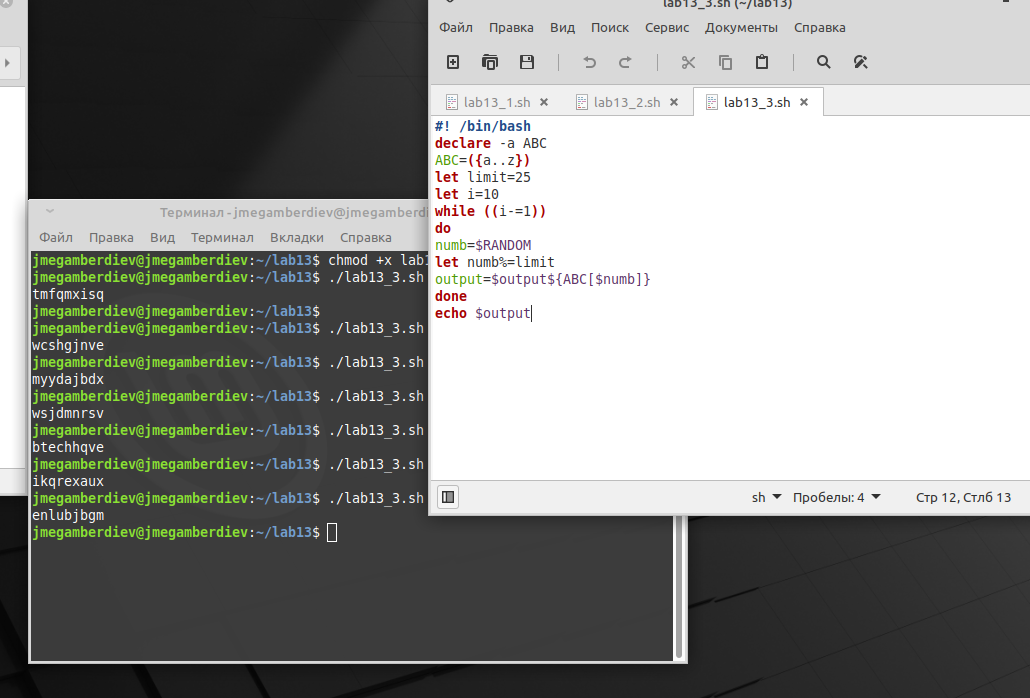 lab13_3.sh (~/lab13)
Файл Правка Вид Поиск Сервис Документы Справка
lab13_1.sh lab13_2.sh lab13_3.sh
#! /bin/bash
declare -a ABC
ABC=({a..z})
let limit=25
let i=10
while ((i-=1))
do
numb=$RANDOM
let numb%=limit
output=$output${ABC[$numb]}
done
echo $output
sh Пробелы: 4 Стр 12, Стлб 13
Терминал - jmegamberdiev@jmegamberdi
Файл Правка Вид Терминал Вкладки Справка
jmegamberdiev@jmegamberdiev:~/lab13$ chmod +x lab1
jmegamberdiev@jmegamberdiev:~/lab13$ ./lab13_3.sh
tmfqmxisq
jmegamberdiev@jmegamberdiev:~/lab13$
jmegamberdiev@jmegamberdiev:~/lab13$ ./lab13_3.sh
wcshgjnve
jmegamberdiev@jmegamberdiev:~/lab13$ ./lab13_3.sh
myydajbdx
jmegamberdiev@jmegamberdiev:~/lab13$ ./lab13_3.sh
wsjdmnrsv
jmegamberdiev@jmegamberdiev:~/lab13$ ./lab13_3.sh
btechhqve
jmegamberdiev@jmegamberdiev:~/lab13$ ./lab13_3.sh
ikqrexaux
jmegamberdiev@jmegamberdiev:~/lab13$ ./lab13_3.sh
enlubjbgm
jmegamberdiev@jmegamberdiev:~/lab13$